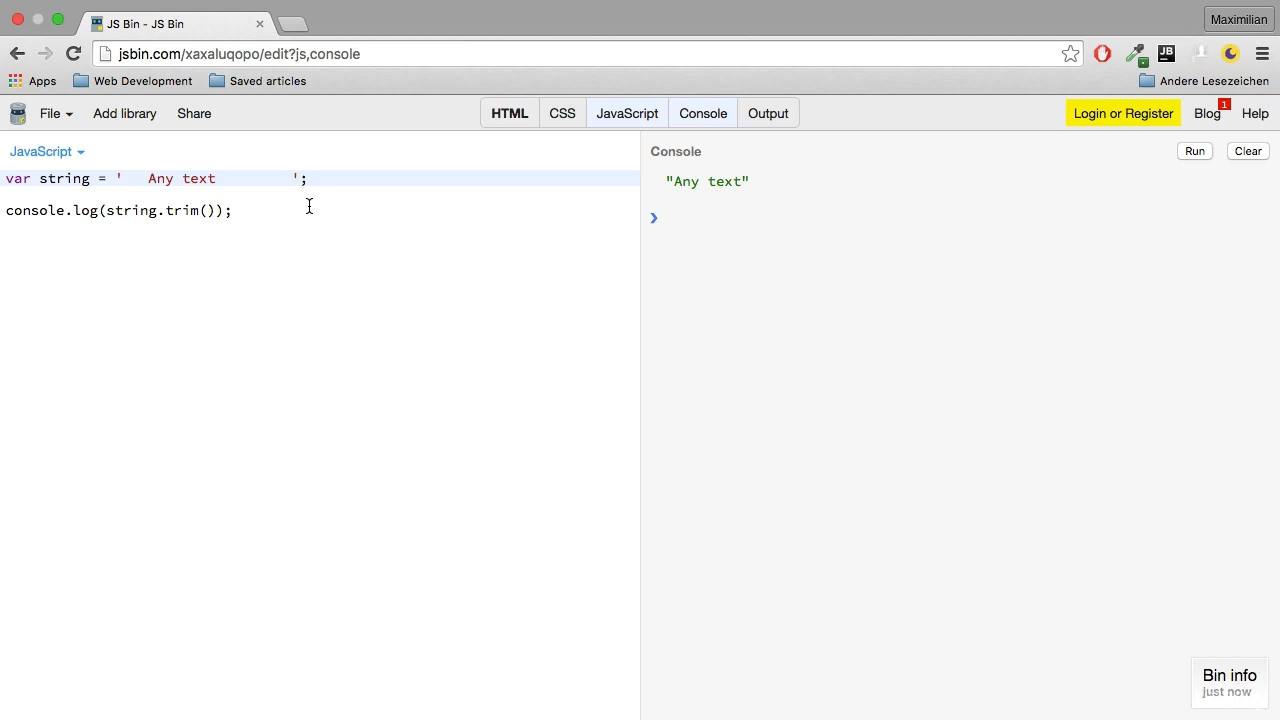 JS Bin - JS Bin
Maximilian
jsbin.com/xaxaluqopo/edit?js,console
JB
Apps Web Development Saved articles Andere Lesezeichen
File Add library Share HTML CSS JavaScript Console Output Login or Register Blog 1 Help
JavaScript
var string = '   Any text         ';
console.log(string.trim());
Console Run Clear
"Any text"
Bin info
just now